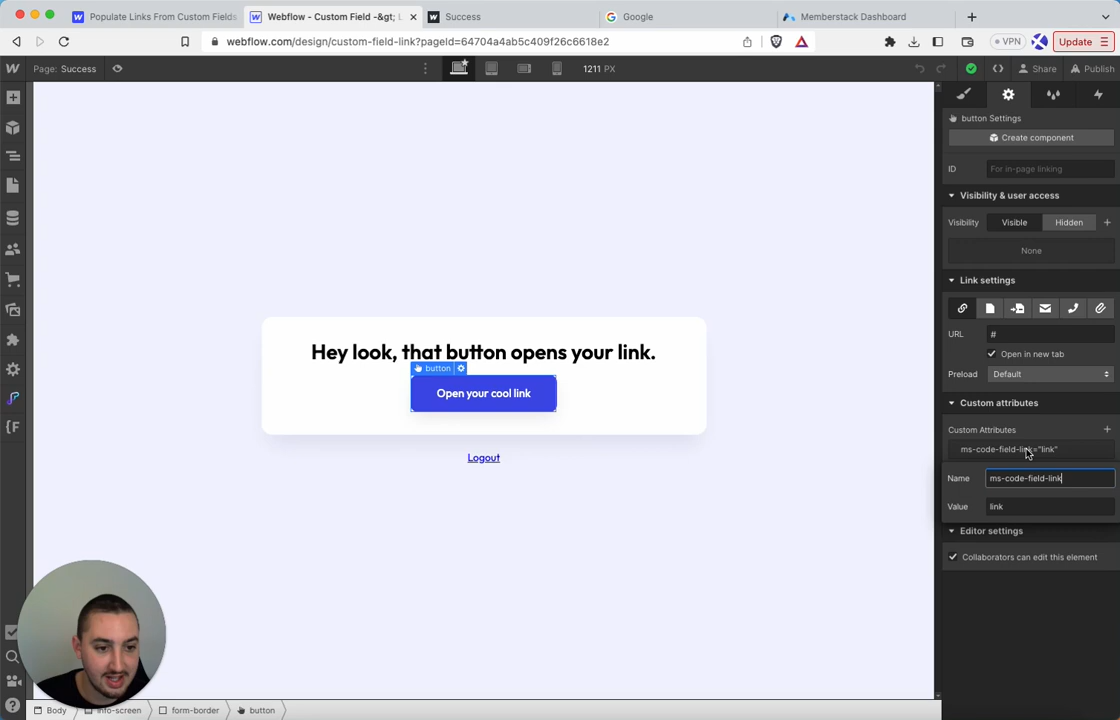 Populate Links From Custom Fields
Webflow - Custom Field -&gt; L
Success
Google
Memberstack Dashboard
webflow.com/design/custom-field-link?pageId=64704a4ab5c409f26c6618e2
VPN
Update
Page: Success
1211 PX
Share
Publish
button Settings
Create component
ID
For in-page linking
Visibility & user access
Visibility
Visible
Hidden
None
Link settings
URL
#
Open in new tab
Preload
Default
Custom attributes
Custom Attributes
ms-code-field-link="link"
Name
ms-code-field-link
Value
link
Editor settings
Collaborators can edit this element
Hey look, that button opens your link.
button
Open your cool link
Logout
Body
info-screen
form-border
button